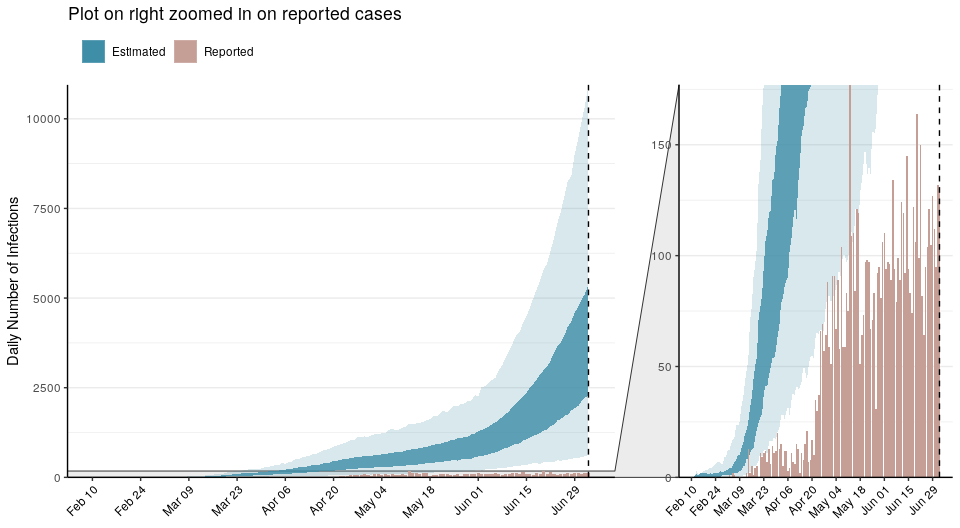 Plot on right zoomed in on reported cases
Estimated Reported
Daily Number of Infections
10000
7500
5000
2500
0
Feb 10 Feb 24 Mar 09 Mar 23 Apr 06 Apr 20 May 04 May 18 Jun 01 Jun 15 Jun 29
150
100
50
0
Feb 10 Feb 24 Mar 09 Mar 23 Apr 06 Apr 20 May 04 May 18 Jun 01 Jun 15 Jun 29